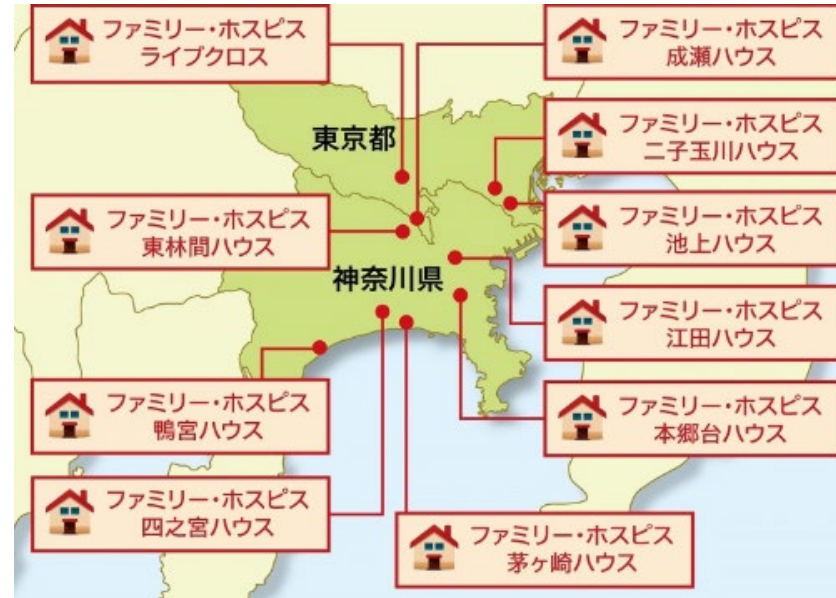 ファミリー・ホスピス
ライブクロス
ファミリー・ホスピス
成瀬ハウス
東京都
ファミリー・ホスピス
二子玉川ハウス
ファミリー・ホスピス
東林間ハウス
ファミリー・ホスピス
池上ハウス
神奈川県
ファミリー・ホスピス
江田ハウス
ファミリー・ホスピス
鴨宮ハウス
ファミリー・ホスピス
本郷台ハウス
ファミリー・ホスピス
四之宮ハウス
ファミリー・ホスピス
茅ヶ崎ハウス